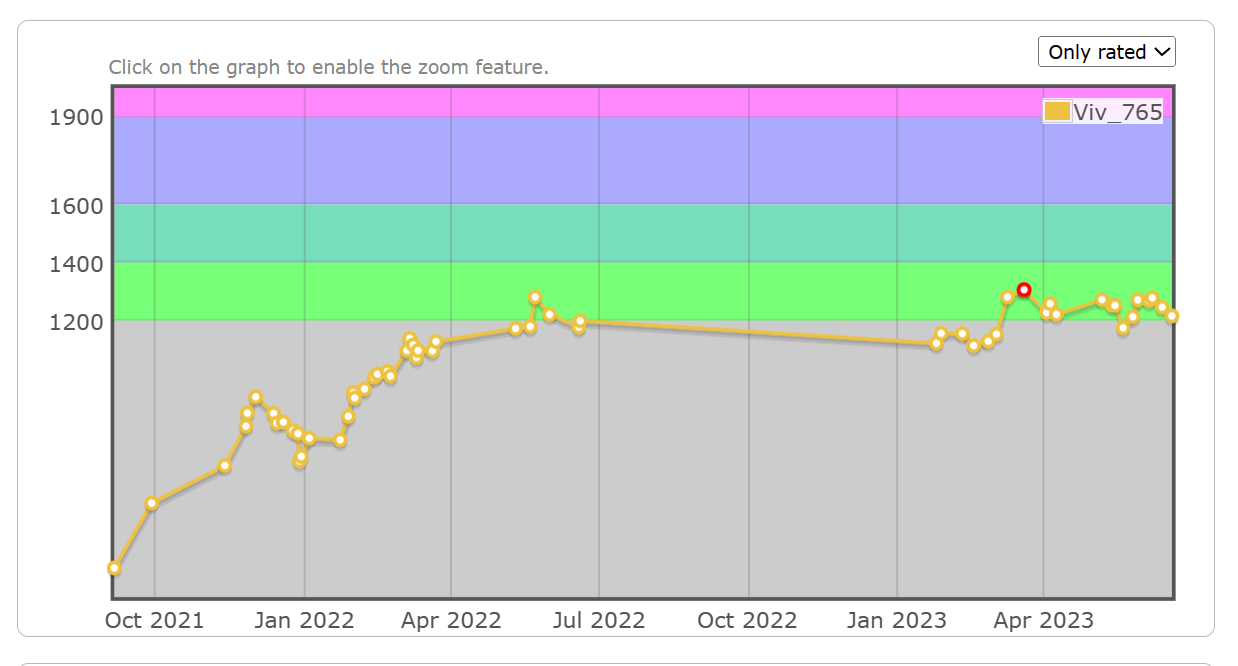 Only rated
Click on the graph to enable the zoom feature.
Viv_765
1900
1600
1400
1200
Oct 2021 Jan 2022 Apr 2022 Jul 2022 Oct 2022 Jan 2023 Apr 2023